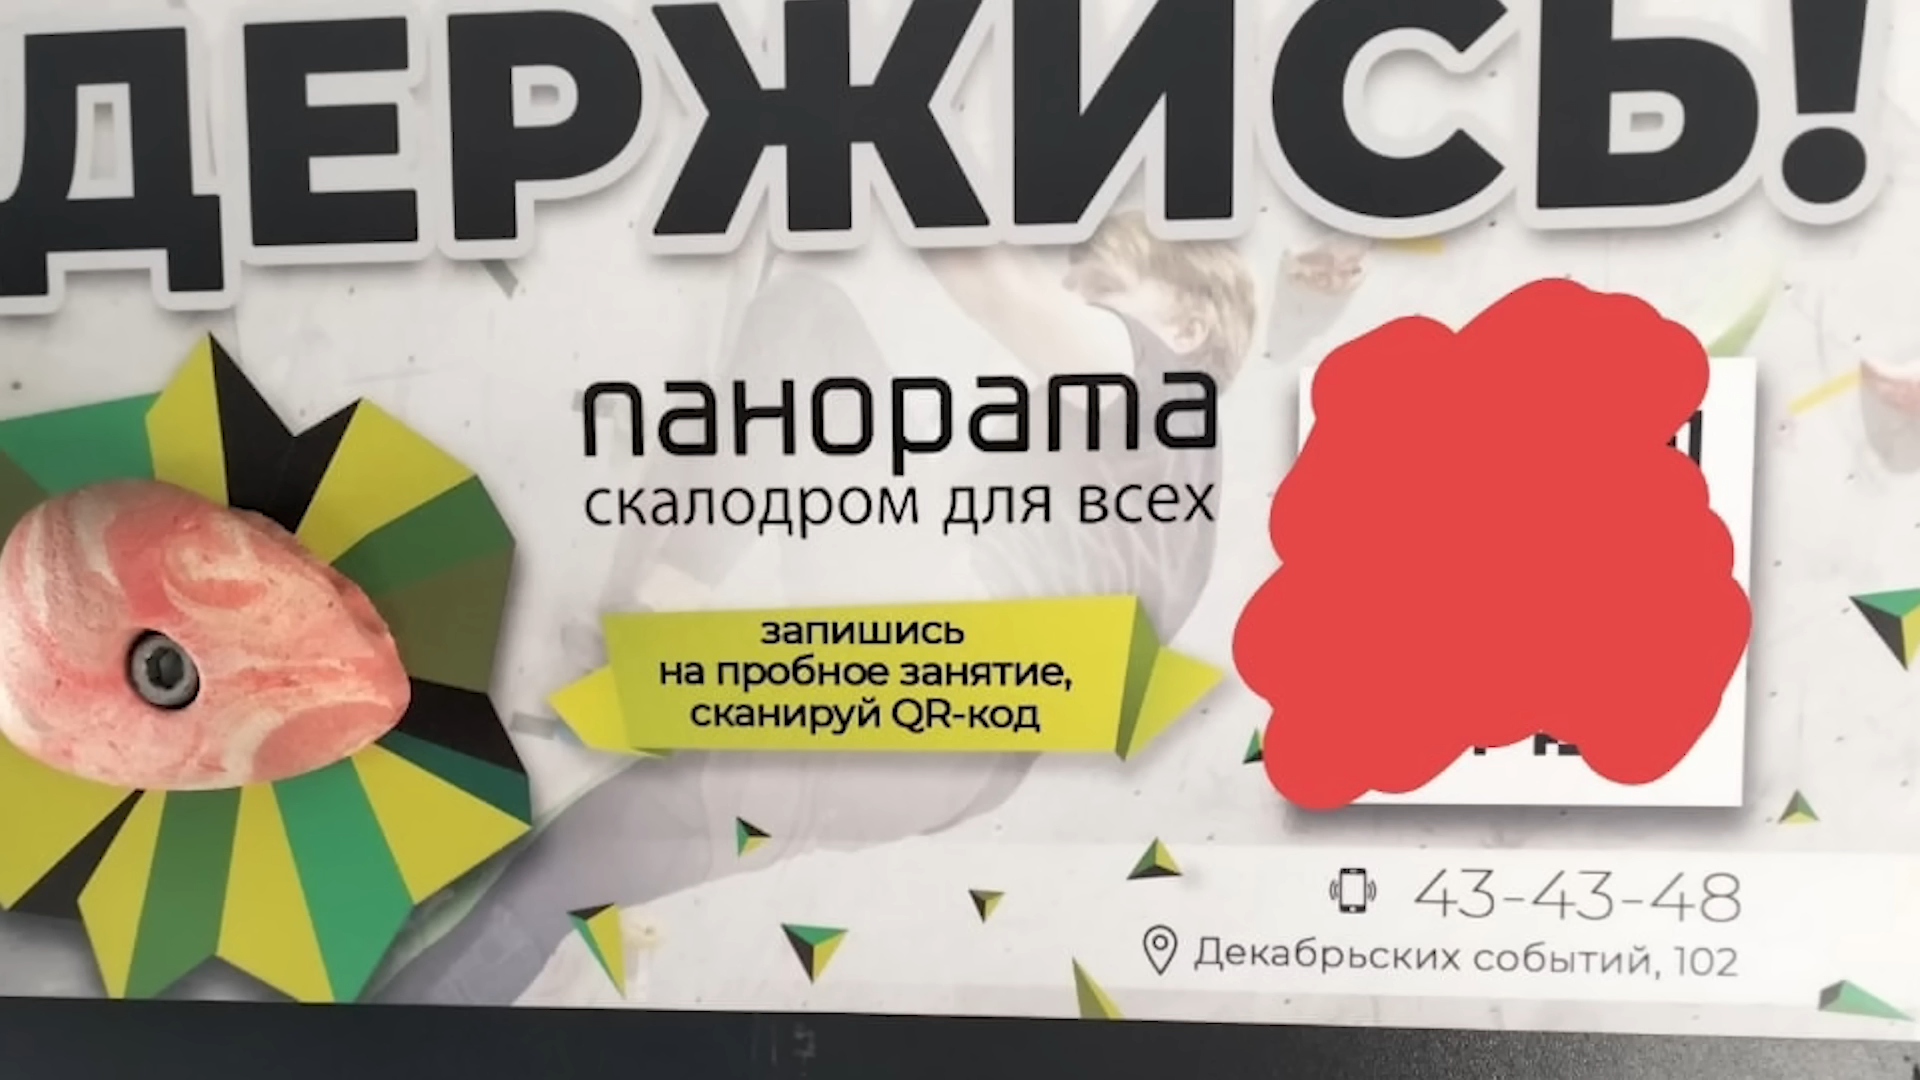 ДЕРЖИСЬ!
панорама
скалодром для всех
запишись
на пробное занятие,
сканируй QR-код
43-43-48
Декабрьских событий, 102